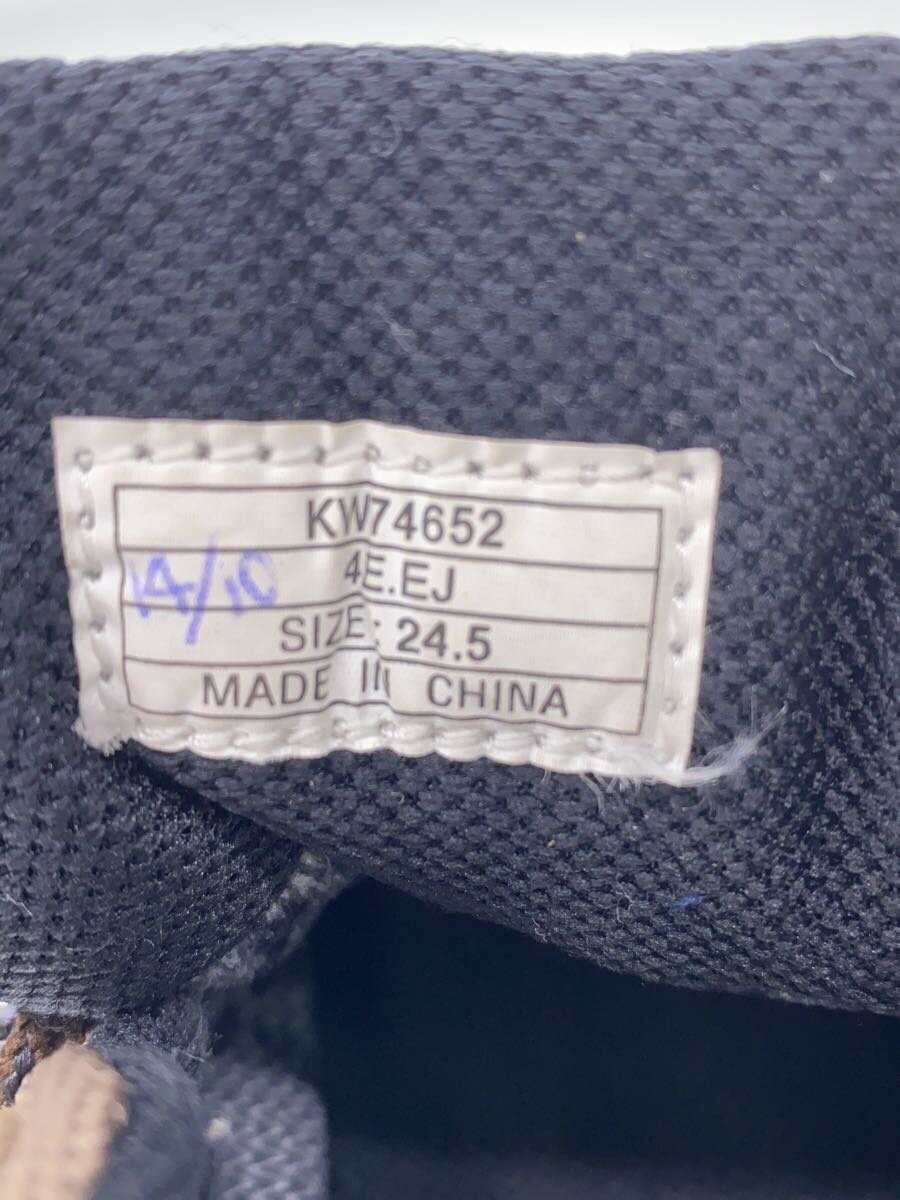 KW74652
4E.EJ
14/10
SIZE: 24.5
MADE IN CHINA